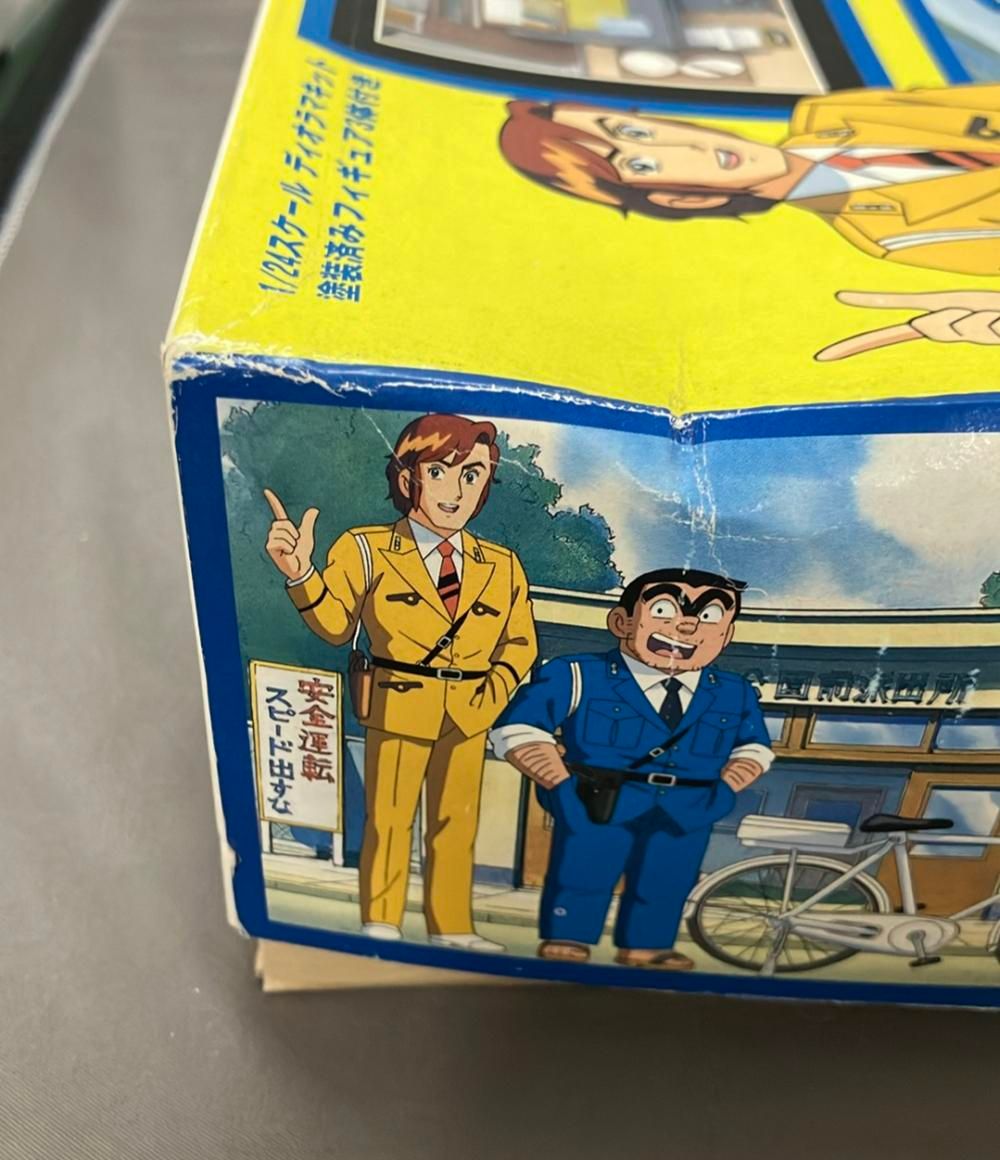 1/24スケール ディオラマキット
塗装済みフィギュア3体付き
安全運転
スピード出すな
公園前派出所